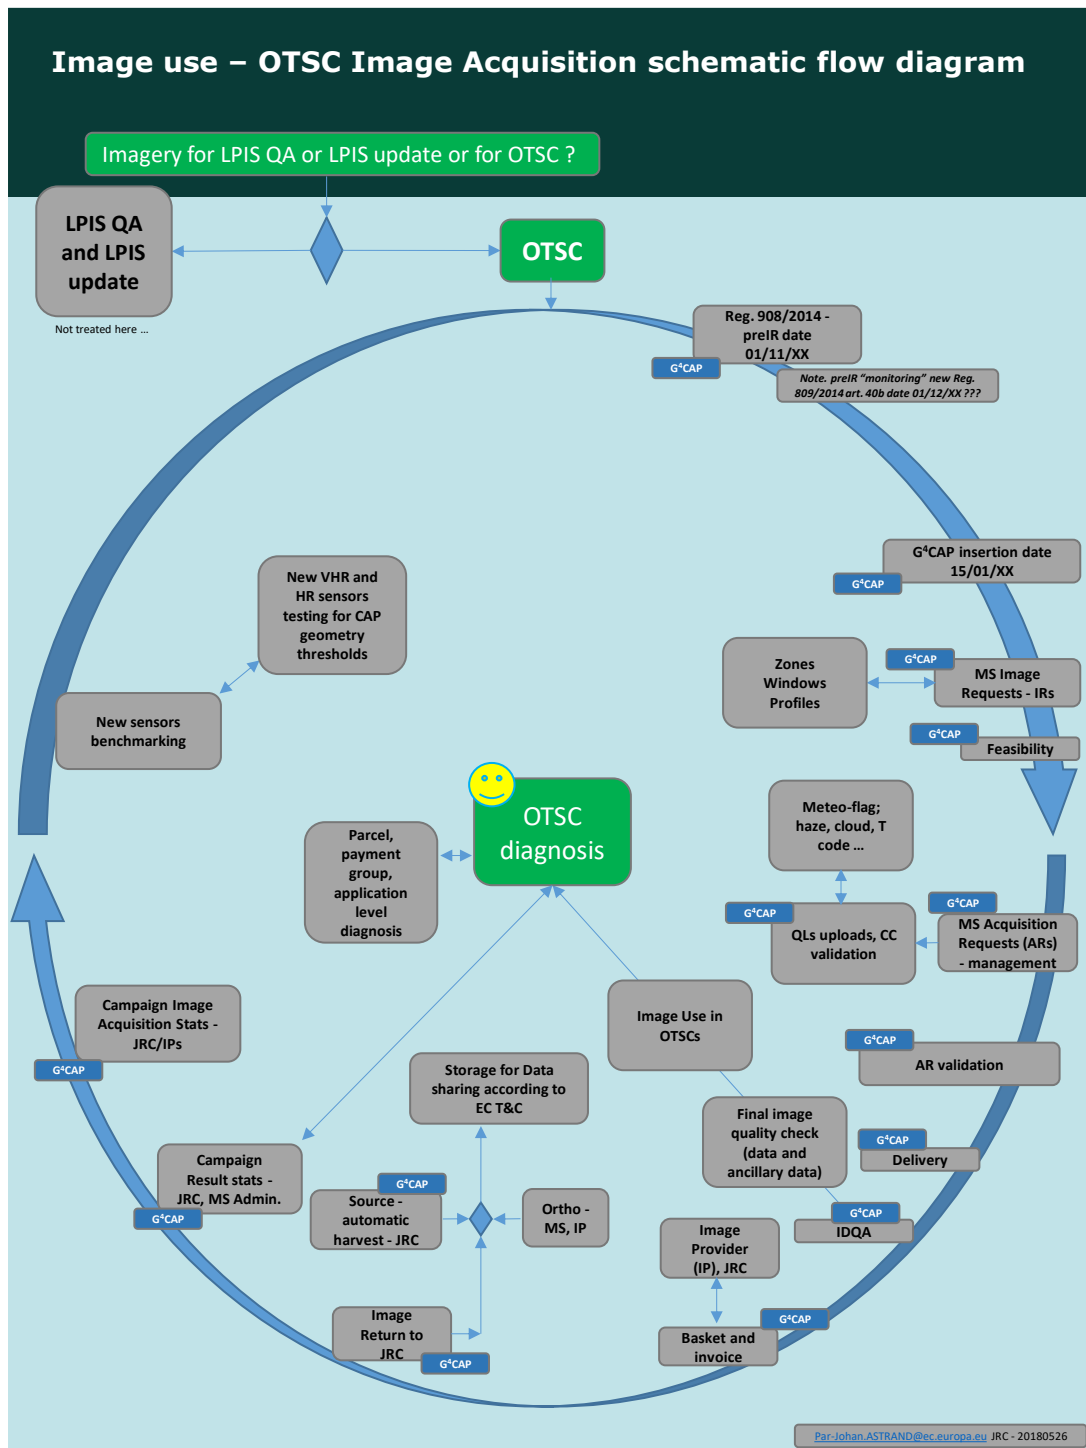 Image use – OTSC Image Acquisition schematic flow diagram
Imagery for LPIS QA or LPIS update or for OTSC ?
LPIS QA
and LPIS
update
Not treated here …
OTSC
Reg. 908/2014 -
preIR date
01/11/XX
G⁴CAP
Note. preIR “monitoring” new Reg.
809/2014 art. 40b date 01/12/XX ???
G⁴CAP insertion date
15/01/XX
G⁴CAP
New VHR and
HR sensors
testing for CAP
geometry
thresholds
Zones
Windows
Profiles
G⁴CAP
MS Image
Requests - IRs
New sensors
benchmarking
G⁴CAP
Feasibility
OTSC
diagnosis
Meteo-flag;
haze, cloud, T
code …
Parcel,
payment
group,
application
level
diagnosis
G⁴CAP
QLs uploads, CC
validation
G⁴CAP
MS Acquisition
Requests (ARs)
- management
Campaign Image
Acquisition Stats -
JRC/IPs
G⁴CAP
Image Use in
OTSCs
G⁴CAP
AR validation
Storage for Data
sharing according to
EC T&C
Final image
quality check
(data and
ancillary data)
G⁴CAP
Delivery
Campaign
Result stats -
JRC, MS Admin.
G⁴CAP
G⁴CAP
Source -
automatic
harvest - JRC
Ortho -
MS, IP
G⁴CAP
IDQA
Image
Provider
(IP), JRC
Image
Return to
JRC
G⁴CAP
G⁴CAP
Basket and
invoice
Par-Johan.ASTRAND@ec.europa.eu JRC - 20180526